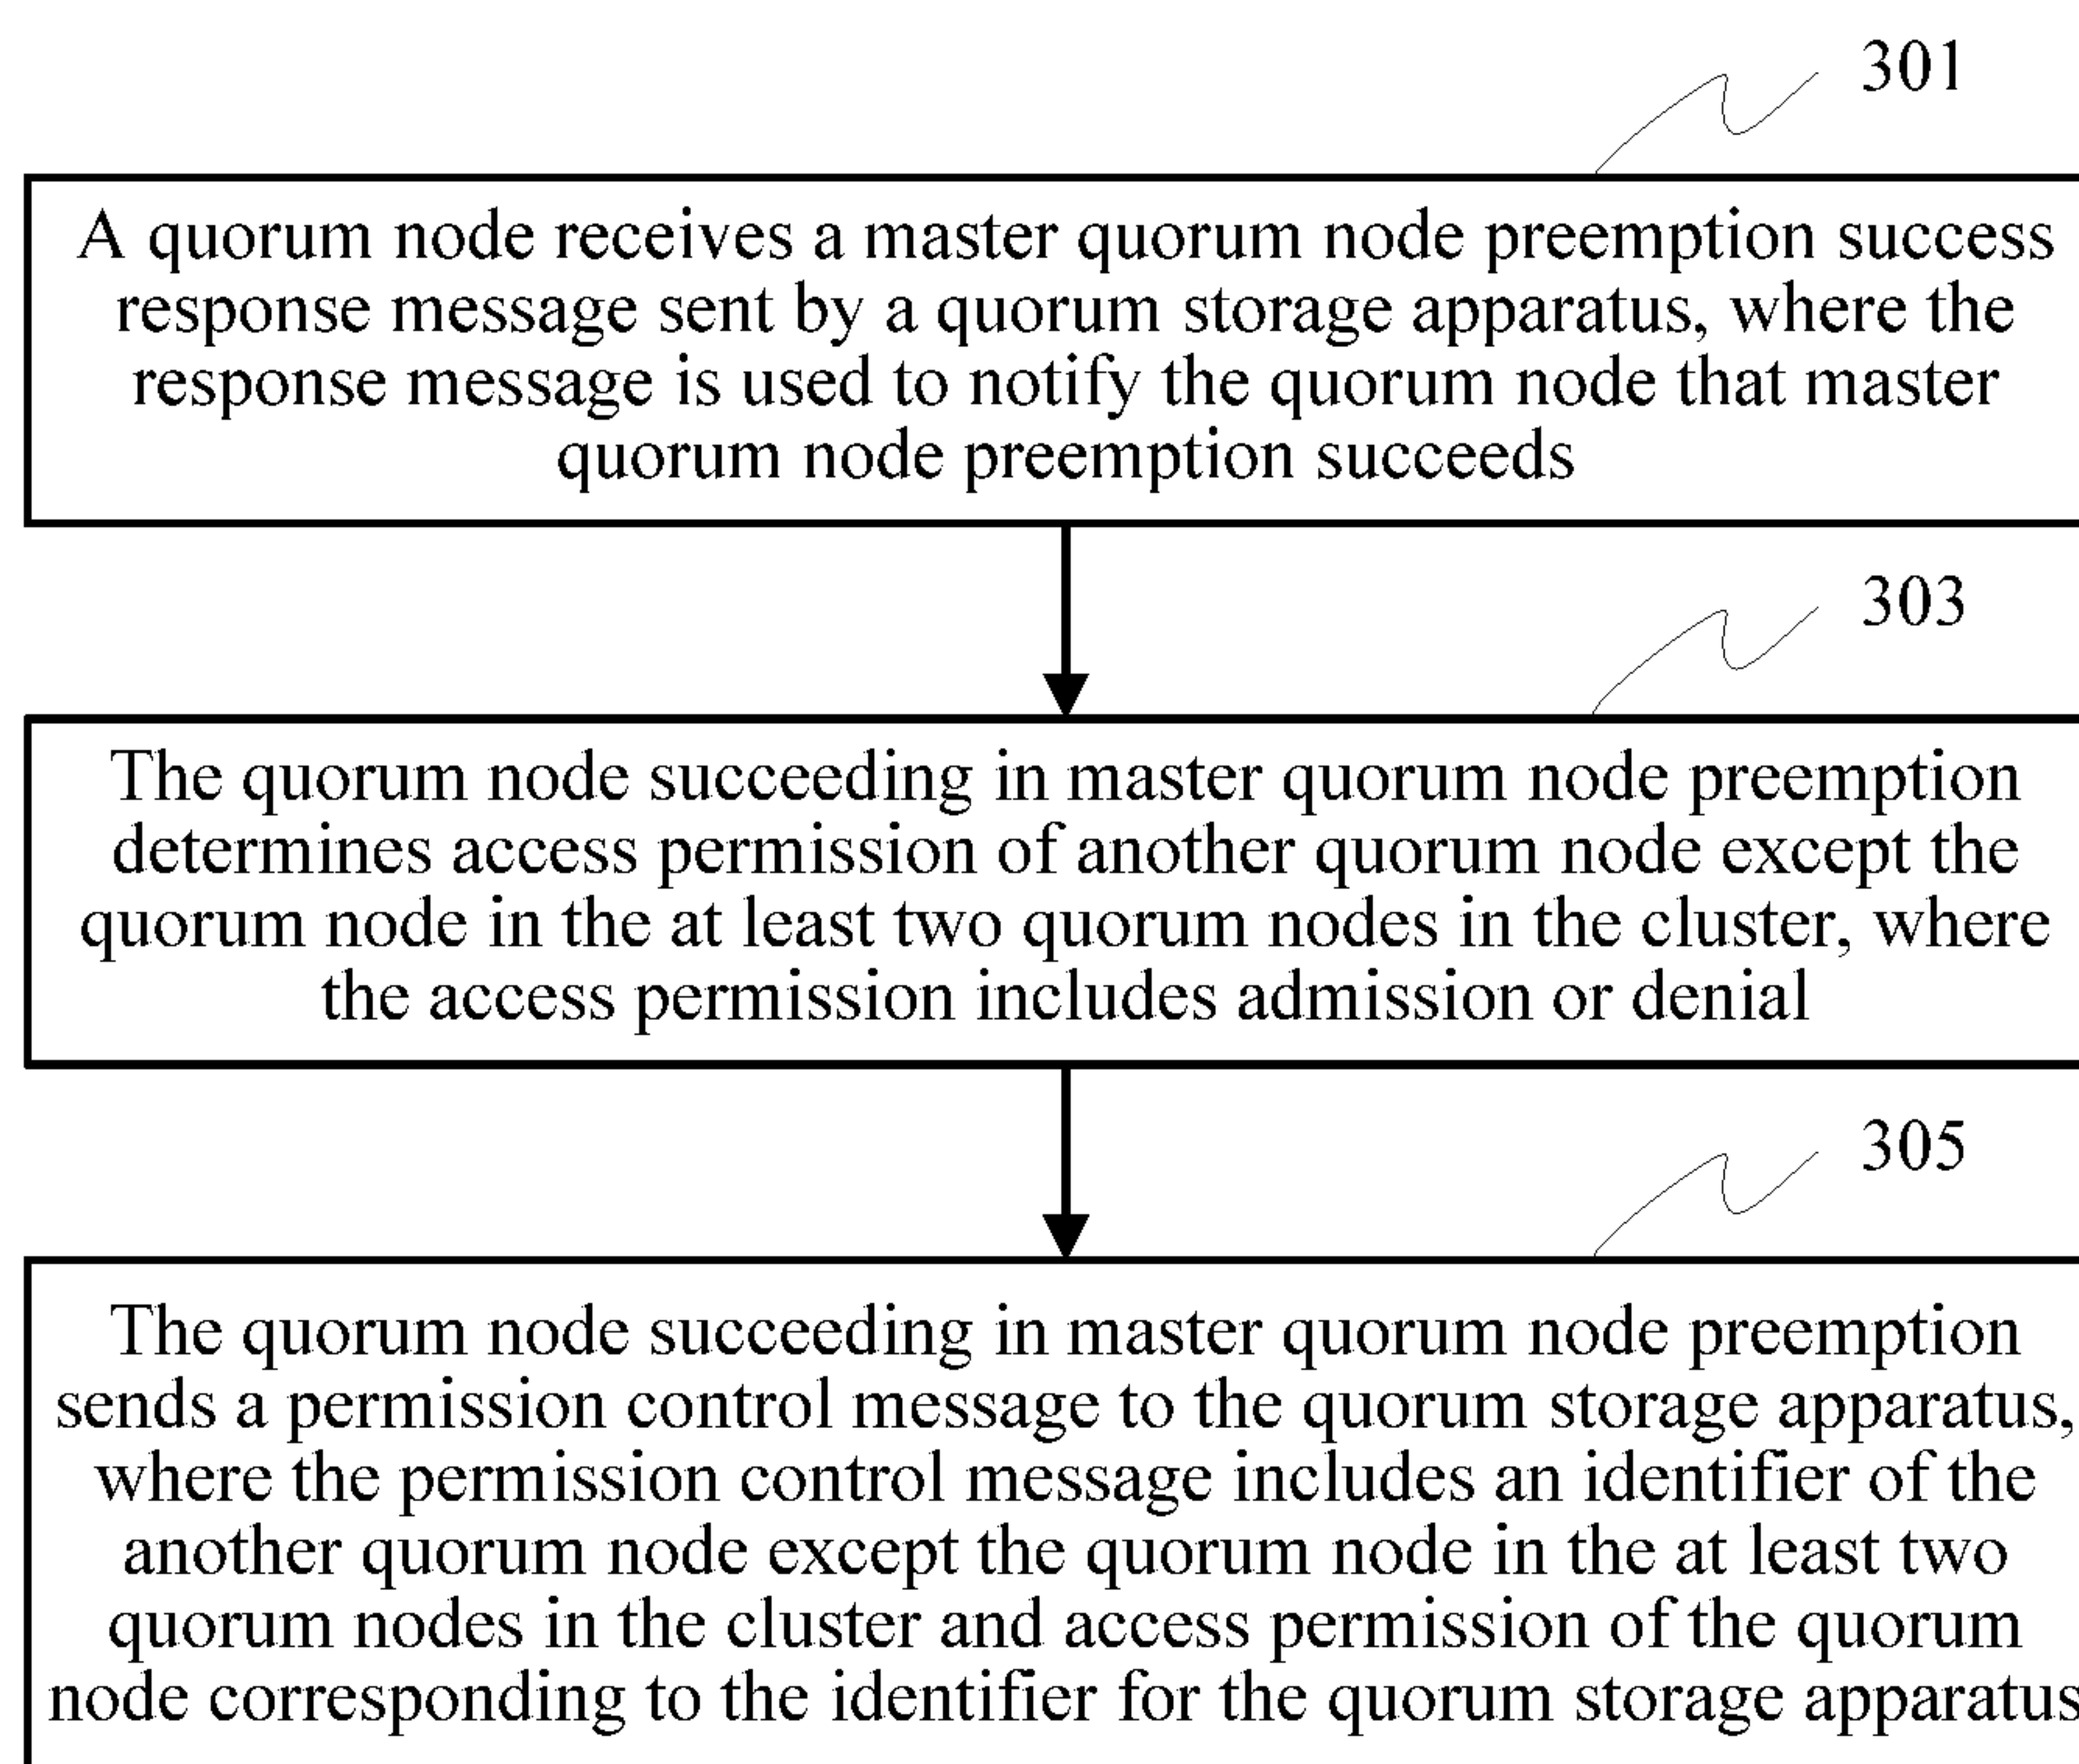 301
A quorum node receives a master quorum node preemption success
response message sent by a quorum storage apparatus, where the
response message is used to notify the quorum node that master
quorum node preemption succeeds
303
The quorum node succeeding in master quorum node preemption
determines access permission of another quorum node except the
quorum node in the at least two quorum nodes in the cluster, where
the access permission includes admission or denial
305
The quorum node succeeding in master quorum node preemption
sends a permission control message to the quorum storage apparatus,
where the permission control message includes an identifier of the
another quorum node except the quorum node in the at least two
quorum nodes in the cluster and access permission of the quorum
node corresponding to the identifier for the quorum storage apparatus